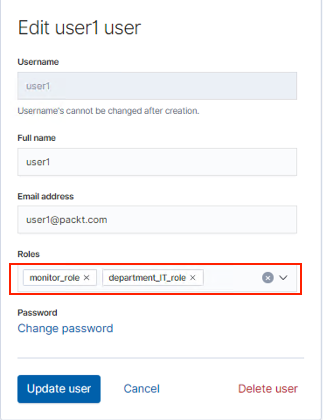 Edit user1 user
Username
user1
Username's cannot be changed after creation.
Full name
user1
Email address
user1@packt.com
Roles
monitor_role × department_IT_role ×
Password
Change password
Update user Cancel Delete user